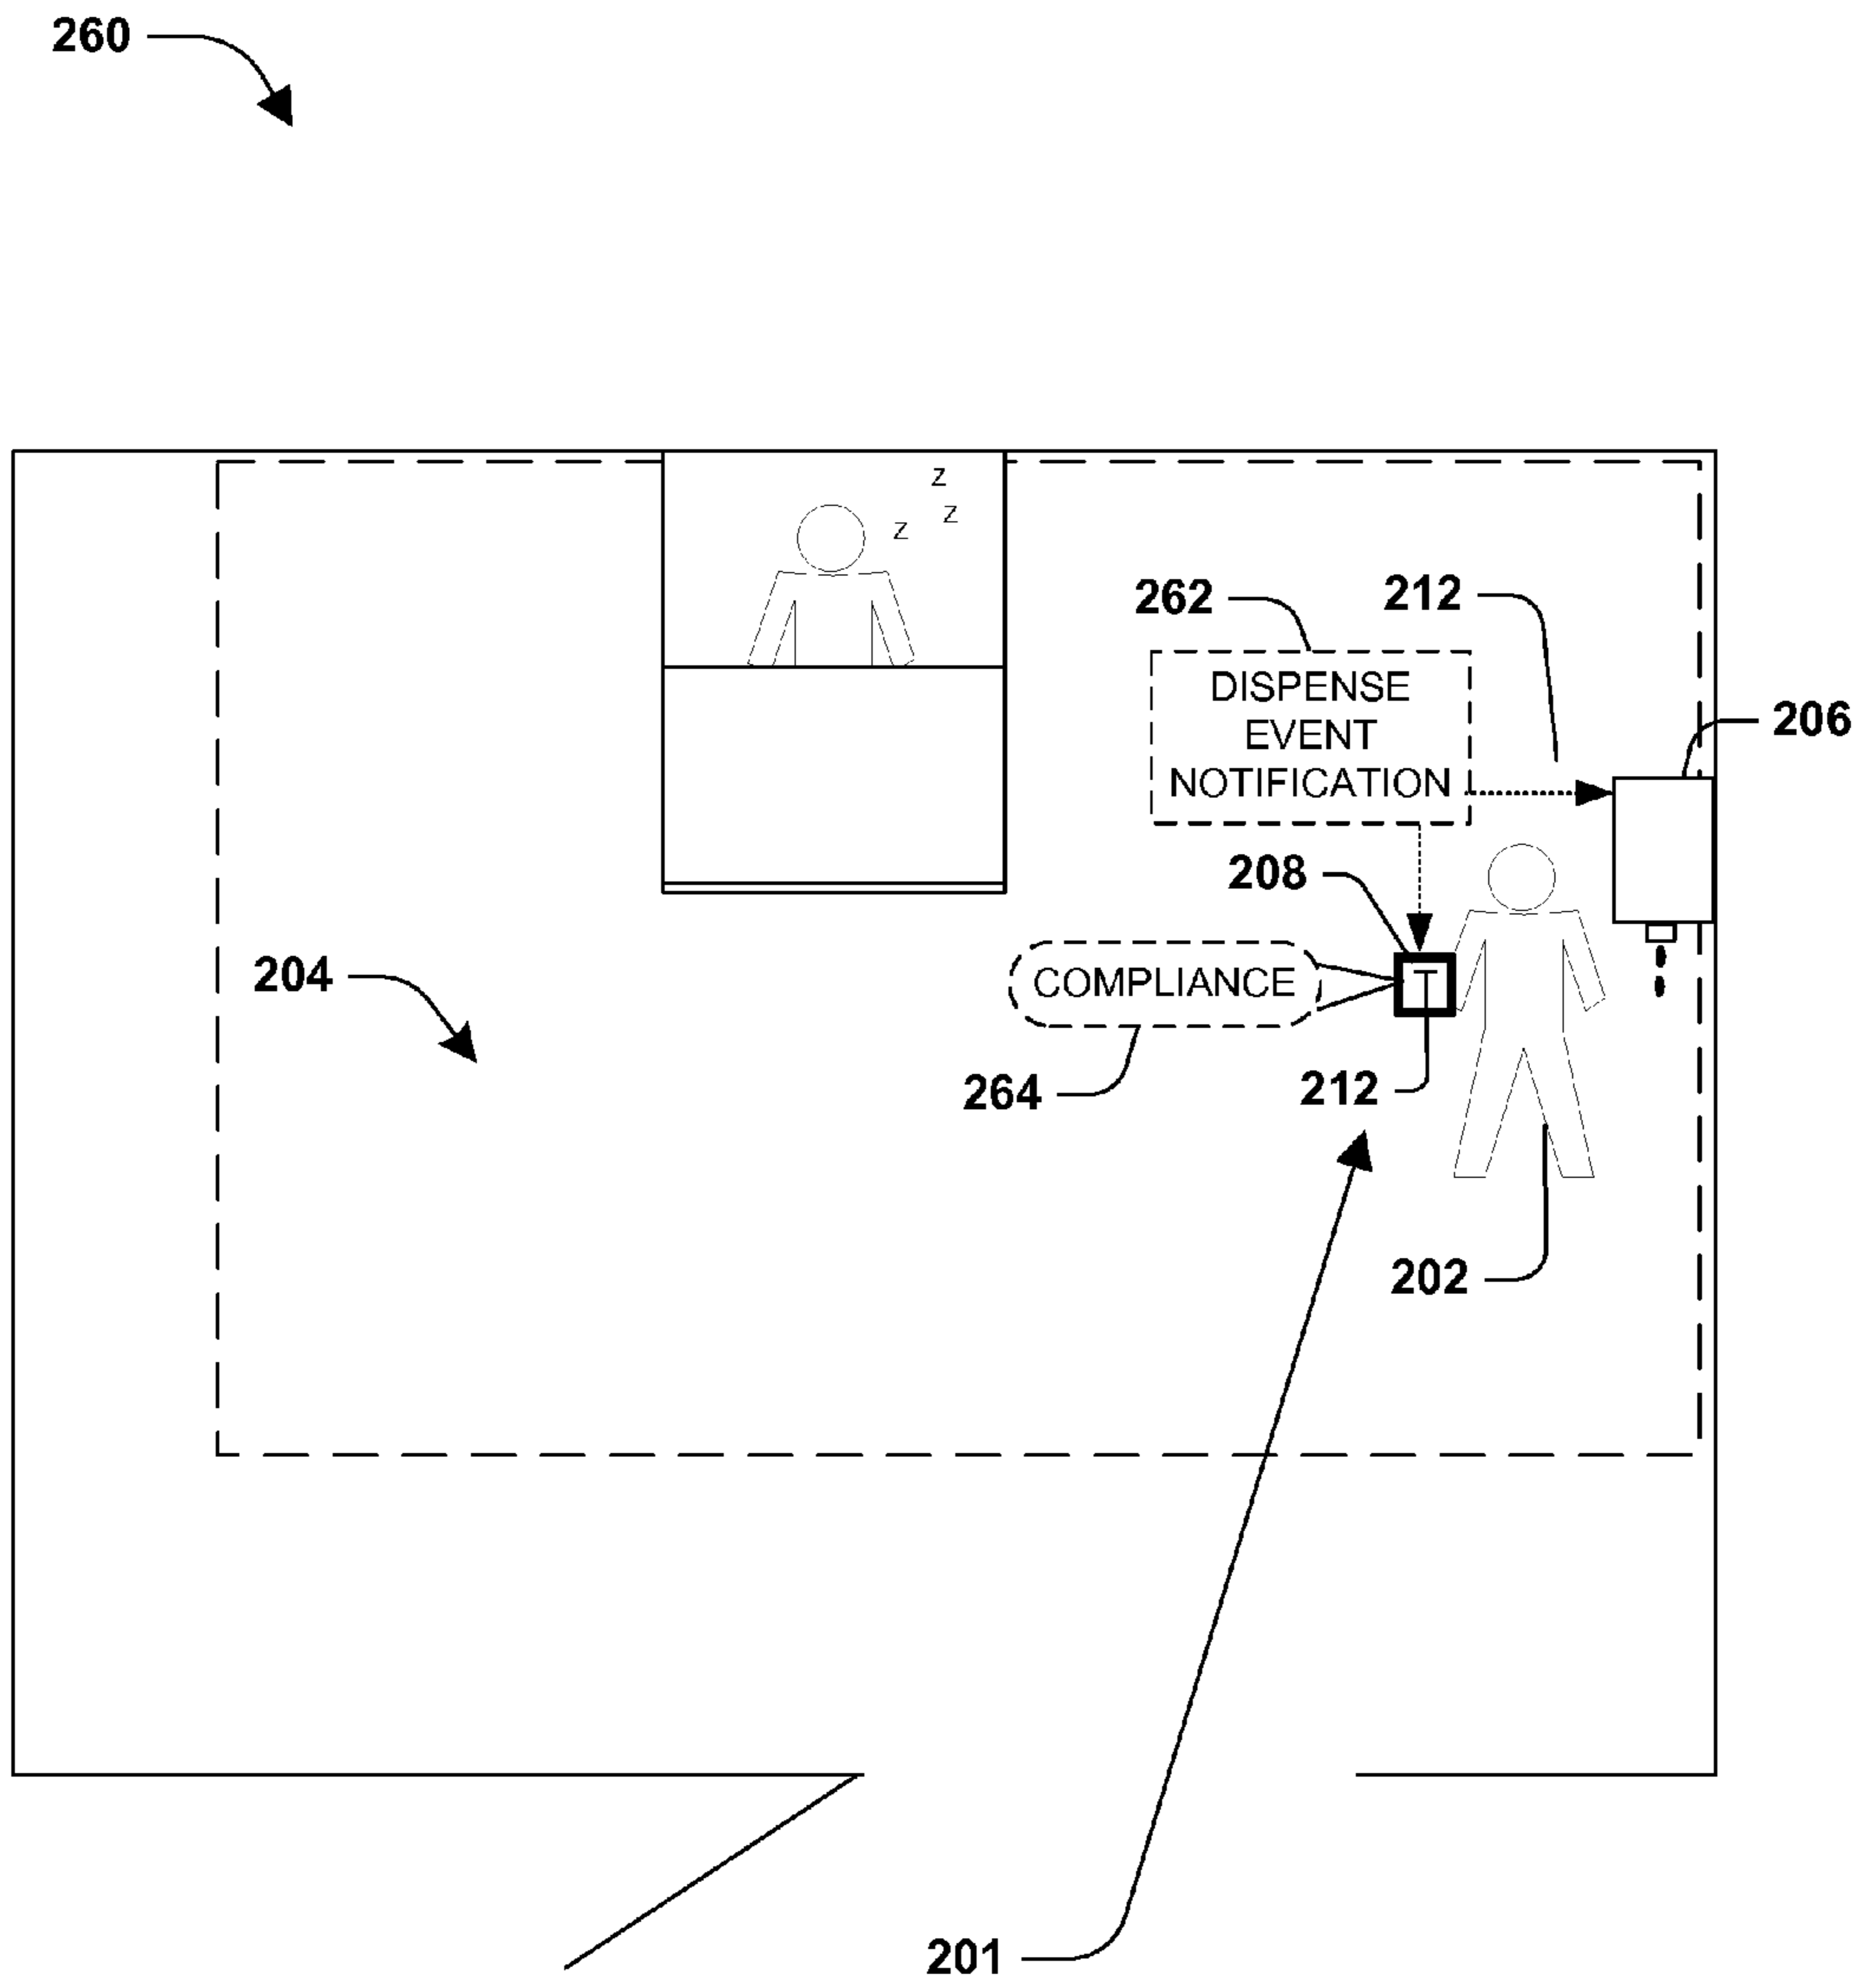 260
z
z
z
262
212
DISPENSE
EVENT
NOTIFICATION
206
208
204
COMPLIANCE
T
264
212
202
201